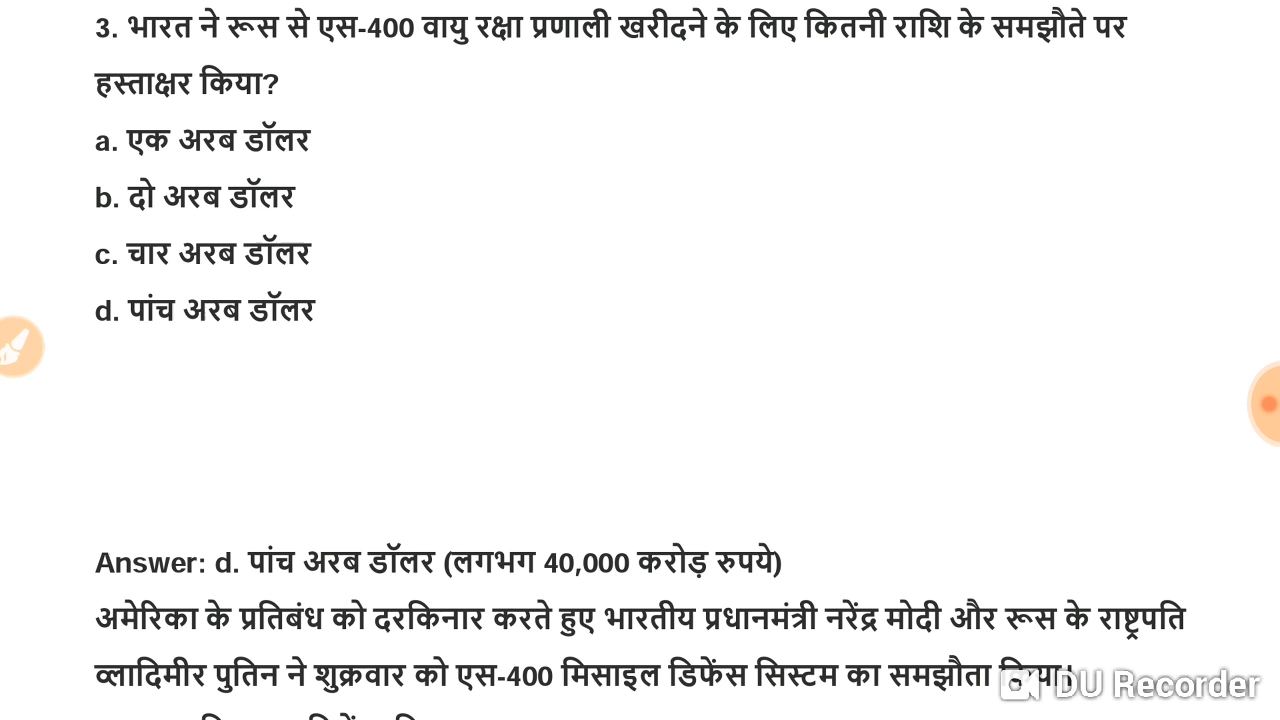 3. भारत ने रूस से एस-400 वायु रक्षा प्रणाली खरीदने के लिए कितनी राशि के समझौते पर
हस्ताक्षर किया?
a. एक अरब डॉलर
b. दो अरब डॉलर
c. चार अरब डॉलर
d. पांच अरब डॉलर
Answer: d. पांच अरब डॉलर (लगभग 40,000 करोड़ रुपये)
अमेरिका के प्रतिबंध को दरकिनार करते हुए भारतीय प्रधानमंत्री नरेंद्र मोदी और रूस के राष्ट्रपति
व्लादिमीर पुतिन ने शुक्रवार को एस-400 मिसाइल डिफेंस सिस्टम का समझौता किया।
DU Recorder